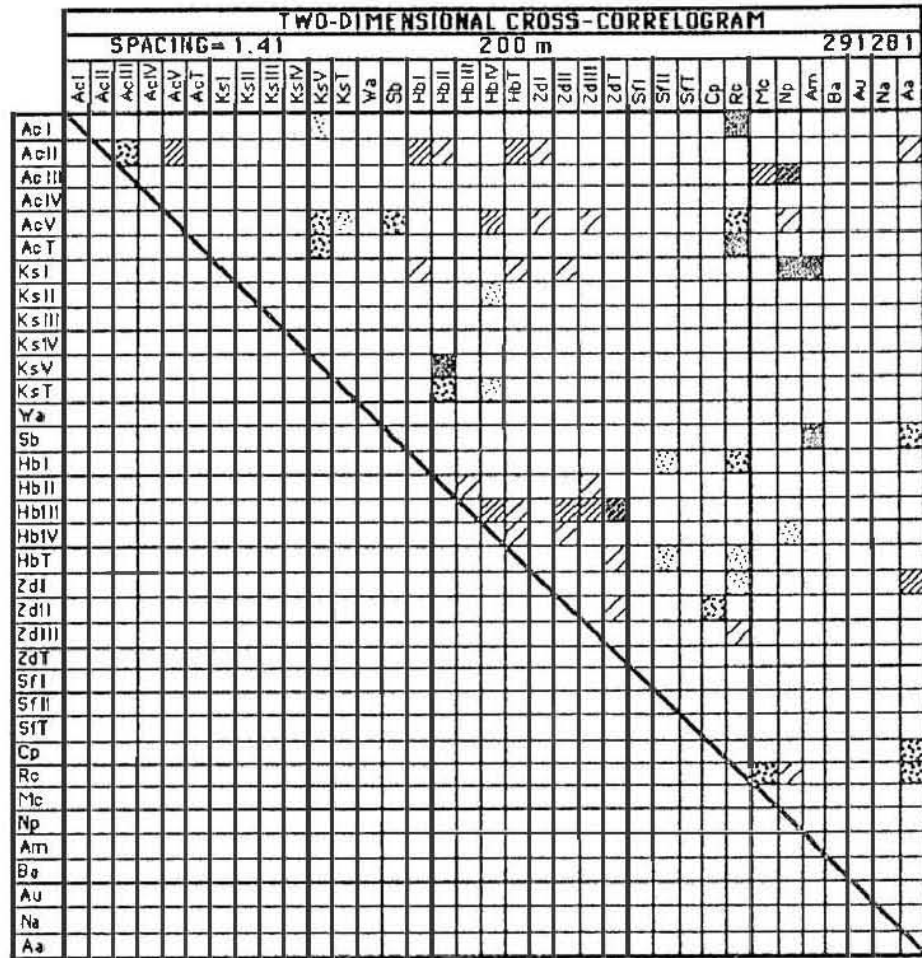 TWO-DIMENSIONAL CROSS-CORRELOGRAM
SPACING= 1.41 200 m 291281
AcI AcII AcIII AcIV AcV AcT KsI KsII KsIII KsIV KsV KsT Wa Sb HbI HbII HbIII HbIV HbT ZdI ZdII ZdIII ZdT SfI SfII SfT Cp Rc Mc Np Am Ba Au Na Aa
AcI
AcII
AcIII
AcIV
AcV
AcT
KsI
KsII
KsIII
KsIV
KsV
KsT
Wa
Sb
HbI
HbII
HbIII
HbIV
HbT
ZdI
ZdII
ZdIII
ZdT
SfI
SfII
SfT
Cp
Rc
Mc
Np
Am
Ba
Au
Na
Aa